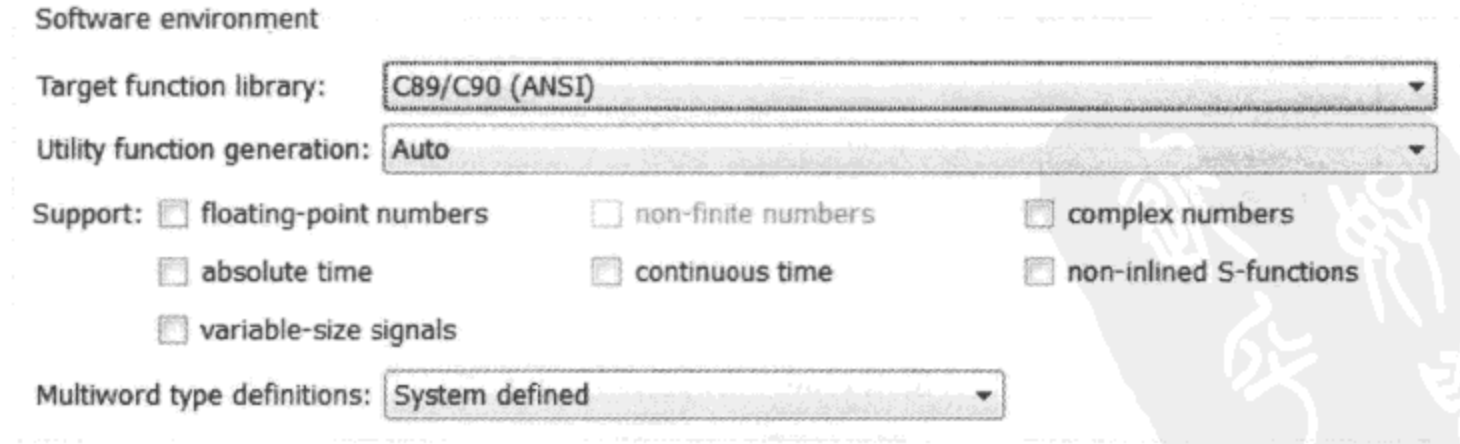 Software environment
Target function library: C89/C90 (ANSI)
Utility function generation: Auto
Support: floating-point numbers non-finite numbers complex numbers
absolute time continuous time non-inlined S-functions
variable-size signals
Multiword type definitions: System defined